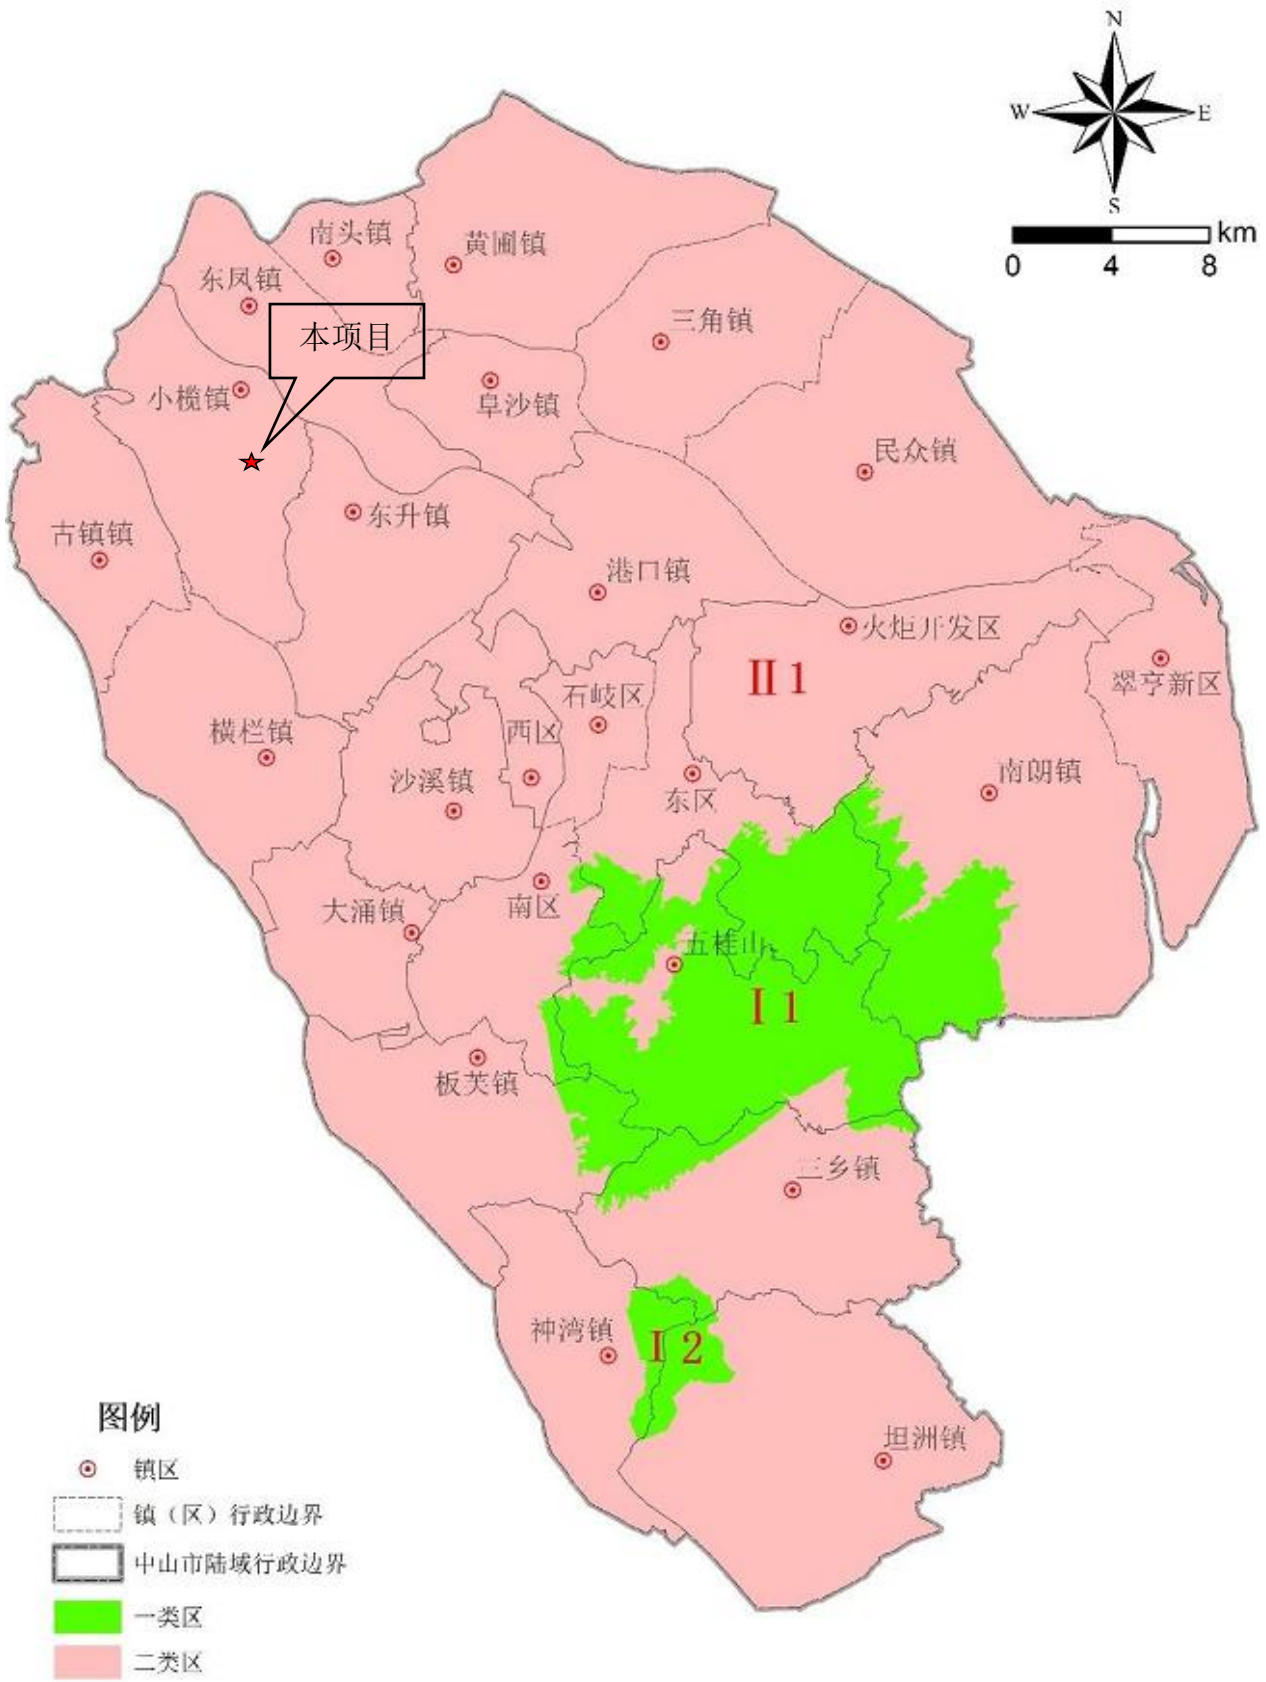 N
W
E
S
km
0
4
8
南头镇
黄圃镇
东凤镇
本项目
三角镇
小榄镇
阜沙镇
民众镇
东升镇
古镇镇
港口镇
火炬开发区
II 1
翠亨新区
石岐区
西区
横栏镇
沙溪镇
东区
南朗镇
南区
大涌镇
五桂山
I 1
板芙镇
三乡镇
神湾镇
I 2
坦洲镇
图例
镇区
镇（区）行政边界
中山市陆域行政边界
一类区
二类区